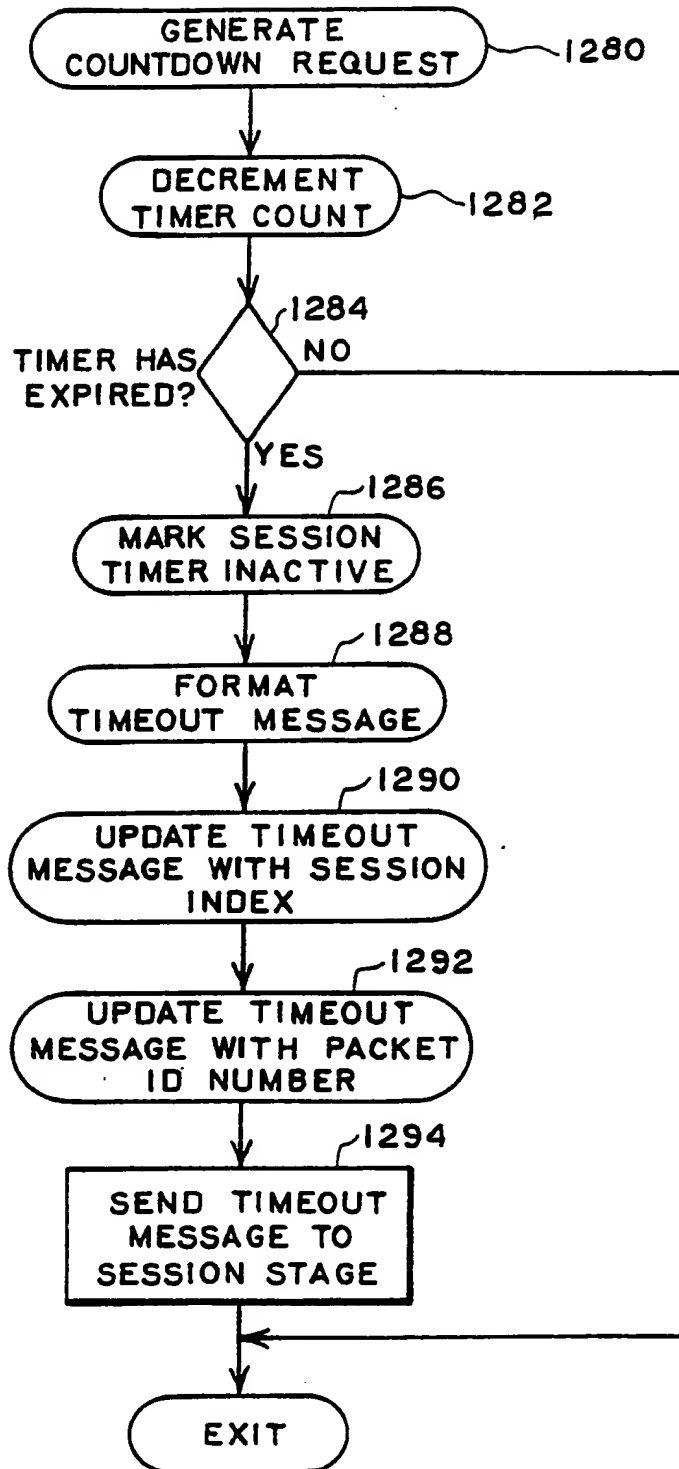 GENERATE
COUNTDOWN REQUEST
1280
DECREMENT
TIMER COUNT
1282
1284
TIMER HAS
EXPIRED?
NO
YES
1286
MARK SESSION
TIMER INACTIVE
1288
FORMAT
TIMEOUT MESSAGE
1290
UPDATE TIMEOUT
MESSAGE WITH SESSION
INDEX
1292
UPDATE TIMEOUT
MESSAGE WITH PACKET
ID NUMBER
1294
SEND TIMEOUT
MESSAGE TO
SESSION STAGE
EXIT